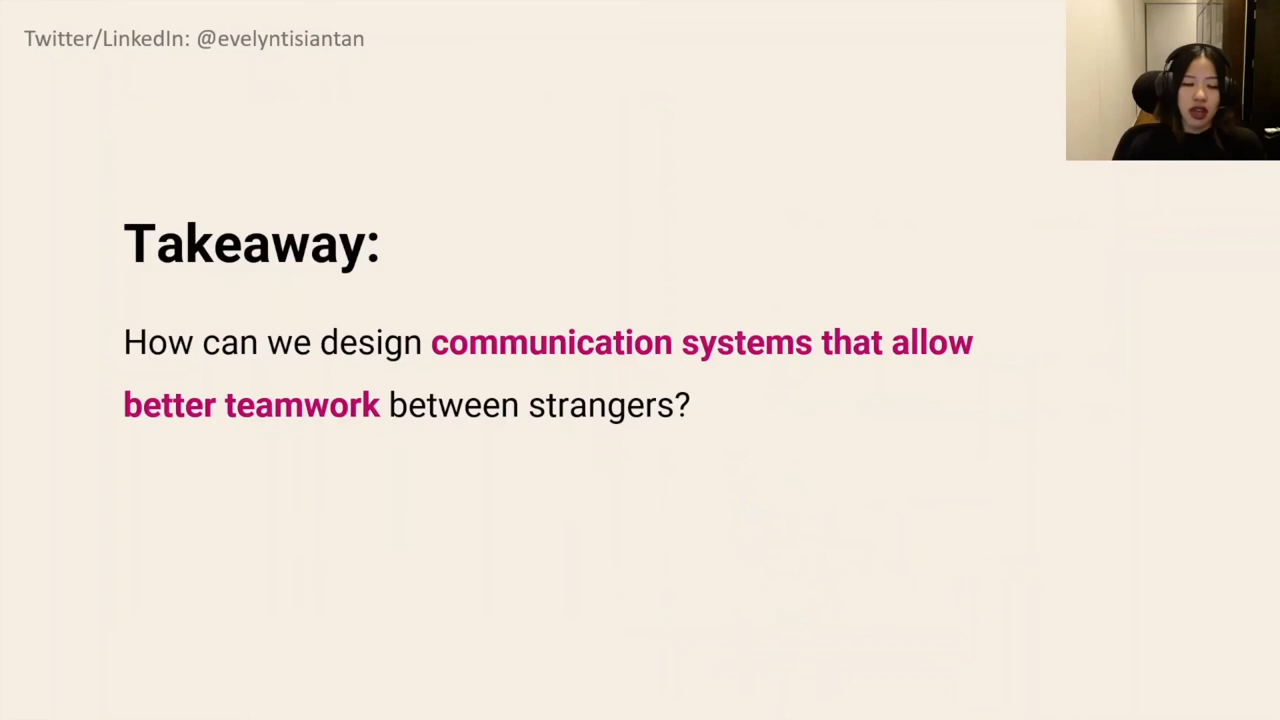 Twitter/LinkedIn: @evelyntisiantan
Takeaway:
How can we design communication systems that allow
better teamwork between strangers?